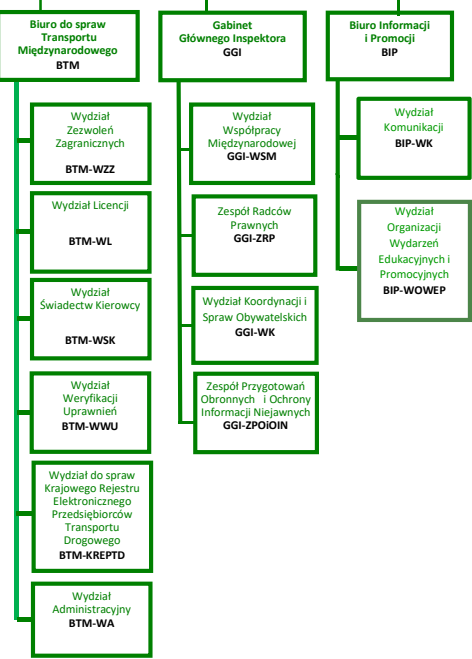 Biuro do spraw
Transportu
Międzynarodowego
BTM
Wydział
Zezwoleń
Zagranicznych
BTM-WZZ
Wydział Licencji
BTM-WL
Wydział
Świadectw Kierowcy
BTM-WSK
Wydział
Weryfikacji
Uprawnień
BTM-WWU
Wydział do spraw
Krajowego Rejestru
Elektronicznego
Przedsiębiorców
Transportu
Drogowego
BTM-KREPTD
Wydział
Administracyjny
BTM-WA
Gabinet
Głównego Inspektora
GGI
Wydział
Współpracy
Międzynarodowej
GGI-WSM
Zespół Radców
Prawnych
GGI-ZRP
Wydział Koordynacji i
Spraw Obywatelskich
GGI-WK
Zespół Przygotowań
Obronnych i Ochrony
Informacji Niejawnych
GGI-ZPOiOIN
Biuro Informacji
i Promocji
BIP
Wydział
Komunikacji
BIP-WK
Wydział
Organizacji
Wydarzeń
Edukacyjnych i
Promocyjnych
BIP-WOWEP